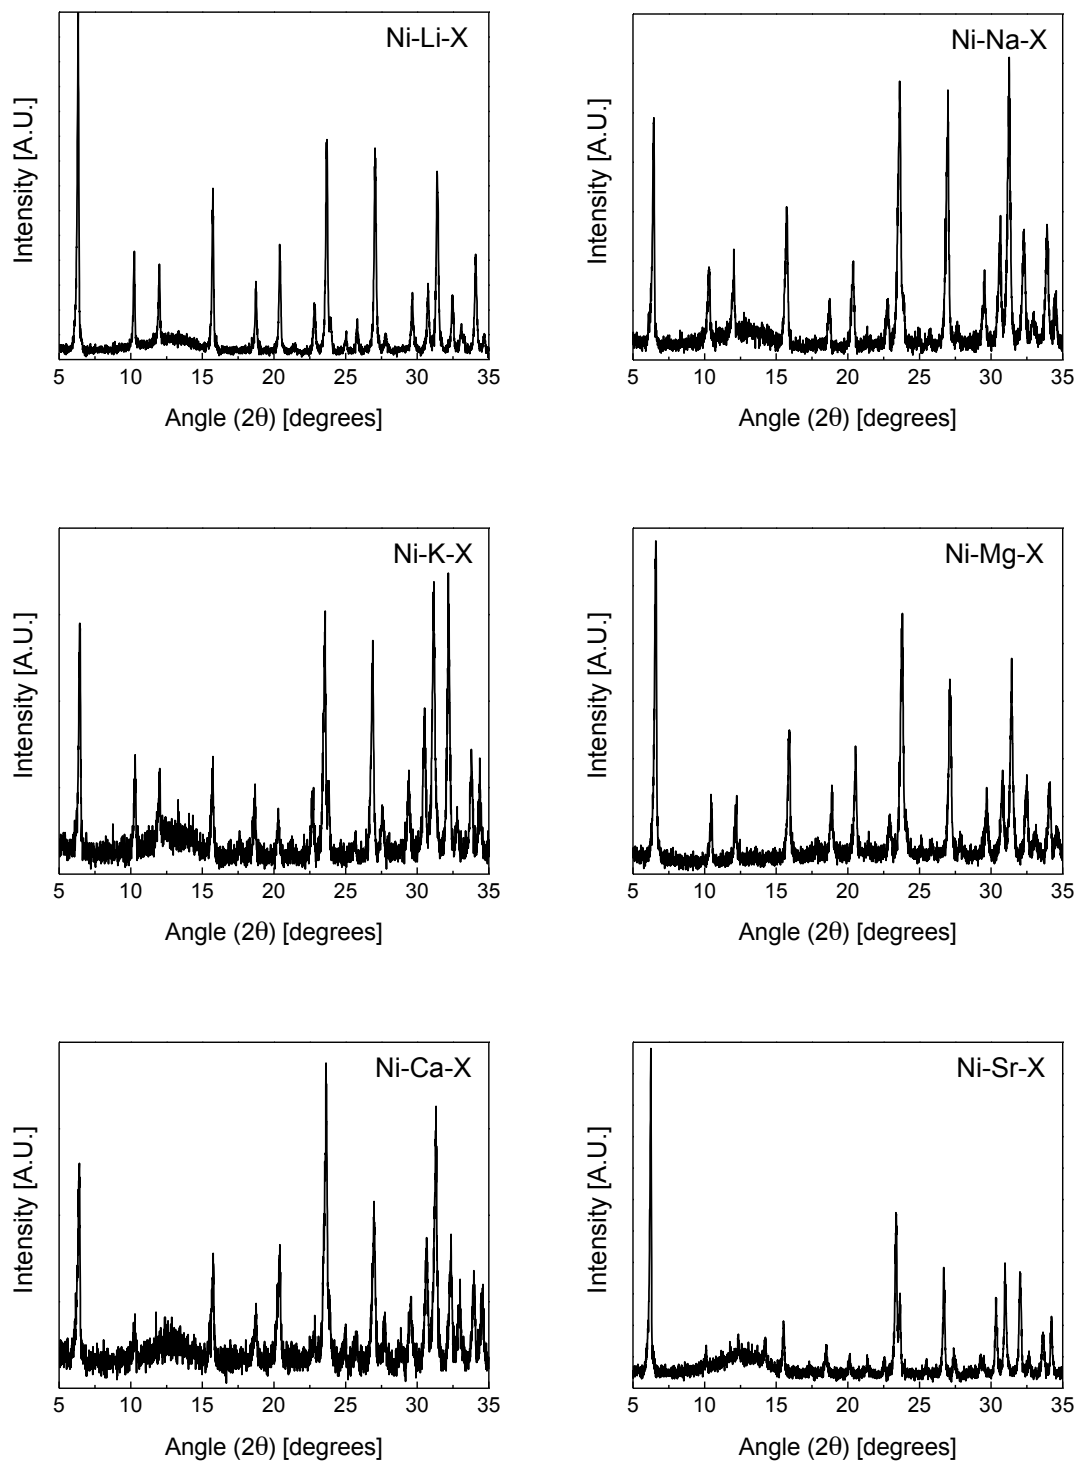 Ni-Li-X
Intensity [A.U.]
5 10 15 20 25 30 35
Angle (2θ) [degrees]
Ni-Na-X
Intensity [A.U.]
5 10 15 20 25 30 35
Angle (2θ) [degrees]
Ni-K-X
Intensity [A.U.]
5 10 15 20 25 30 35
Angle (2θ) [degrees]
Ni-Mg-X
Intensity [A.U.]
5 10 15 20 25 30 35
Angle (2θ) [degrees]
Ni-Ca-X
Intensity [A.U.]
5 10 15 20 25 30 35
Angle (2θ) [degrees]
Ni-Sr-X
Intensity [A.U.]
5 10 15 20 25 30 35
Angle (2θ) [degrees]